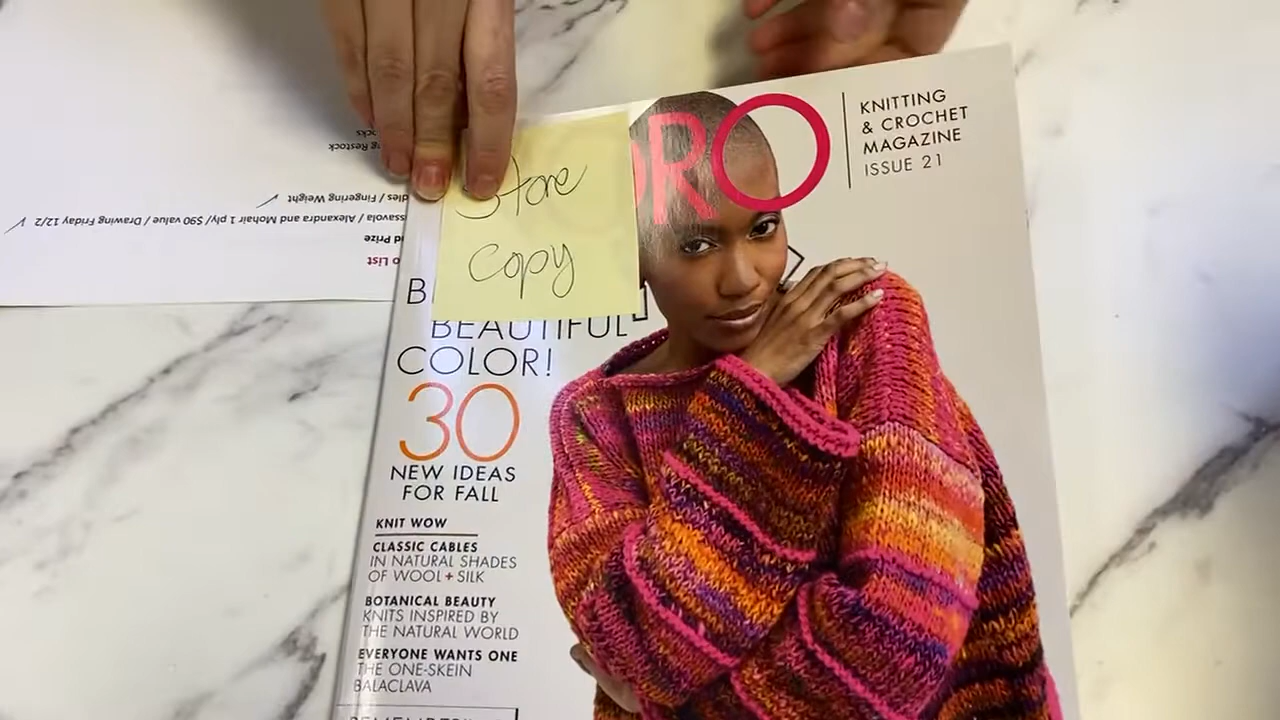 Store
copy
ORO
KNITTING
& CROCHET
MAGAZINE
ISSUE 21
BEAUTIFUL
COLOR!
30
NEW IDEAS
FOR FALL
KNIT WOW
CLASSIC CABLES
IN NATURAL SHADES
OF WOOL + SILK
BOTANICAL BEAUTY
KNITS INSPIRED BY
THE NATURAL WORLD
EVERYONE WANTS ONE
THE ONE-SKEIN
BALACLAVA
List
Prize
/ Alexandra and Mohair 1 ply/ $90 value / Drawing Friday 12/2
/ Fingering Weight
Restock